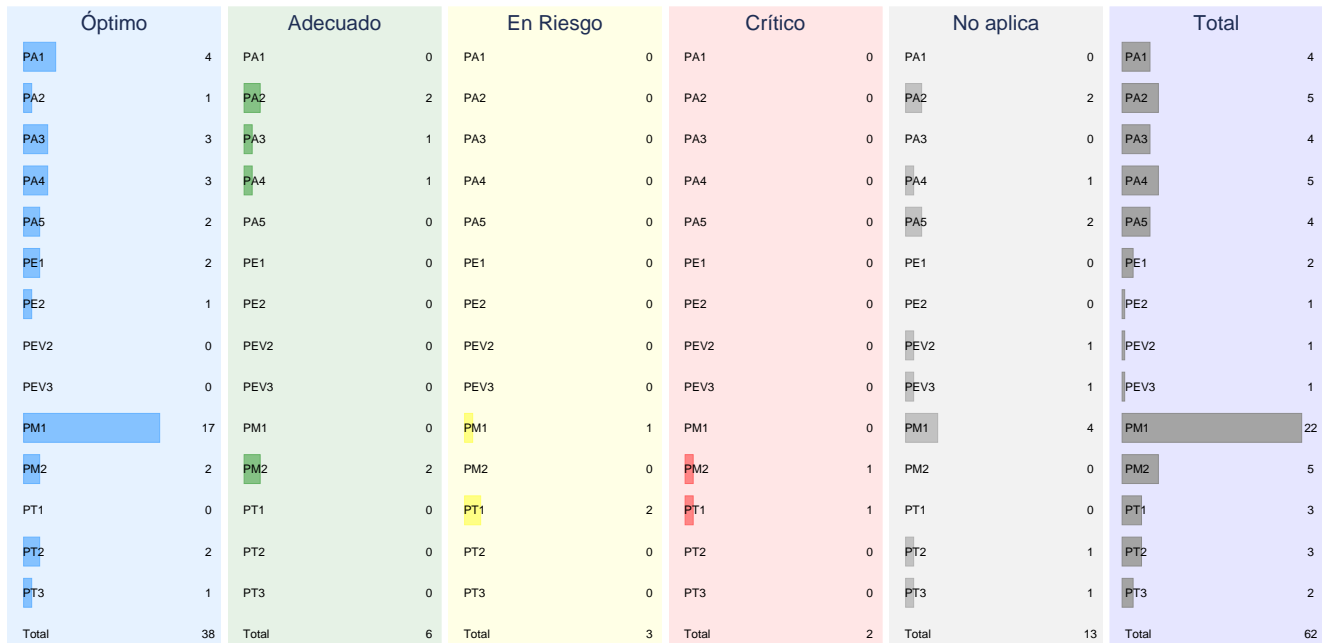 Óptimo Adecuado En Riesgo Crítico No aplica Total
PA1 4 PA1 0 PA1 0 PA1 0 PA1 0 PA1 4
PA2 1 PA2 2 PA2 0 PA2 0 PA2 2 PA2 5
PA3 3 PA3 1 PA3 0 PA3 0 PA3 0 PA3 4
PA4 3 PA4 1 PA4 0 PA4 0 PA4 1 PA4 5
PA5 2 PA5 0 PA5 0 PA5 0 PA5 2 PA5 4
PE1 2 PE1 0 PE1 0 PE1 0 PE1 0 PE1 2
PE2 1 PE2 0 PE2 0 PE2 0 PE2 0 PE2 1
PEV2 0 PEV2 0 PEV2 0 PEV2 0 PEV2 1 PEV2 1
PEV3 0 PEV3 0 PEV3 0 PEV3 0 PEV3 1 PEV3 1
PM1 17 PM1 0 PM1 1 PM1 0 PM1 4 PM1 22
PM2 2 PM2 2 PM2 0 PM2 1 PM2 0 PM2 5
PT1 0 PT1 0 PT1 2 PT1 1 PT1 0 PT1 3
PT2 2 PT2 0 PT2 0 PT2 0 PT2 1 PT2 3
PT3 1 PT3 0 PT3 0 PT3 0 PT3 1 PT3 2
Total 38 Total 6 Total 3 Total 2 Total 13 Total 62